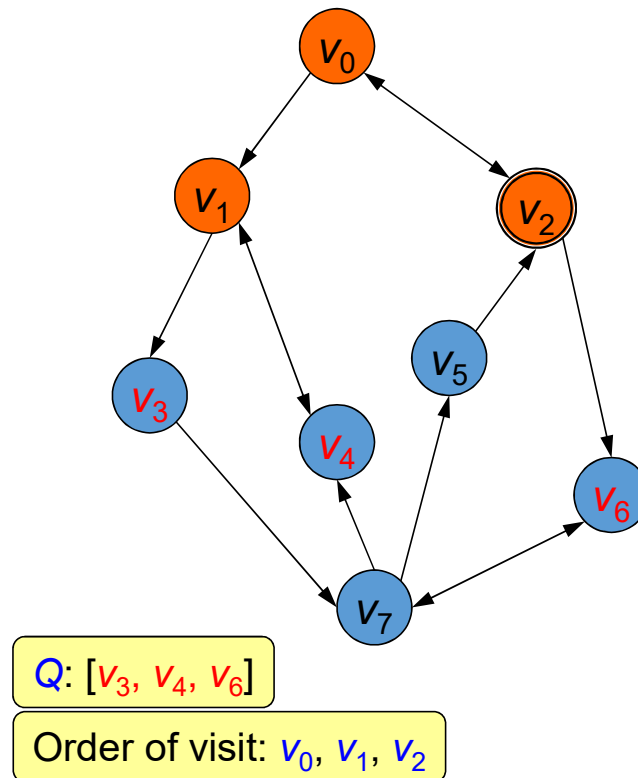 v0
v1
v2
v5
v3
v4
v6
v7
Q: [v3, v4, v6]
Order of visit: v0, v1, v2